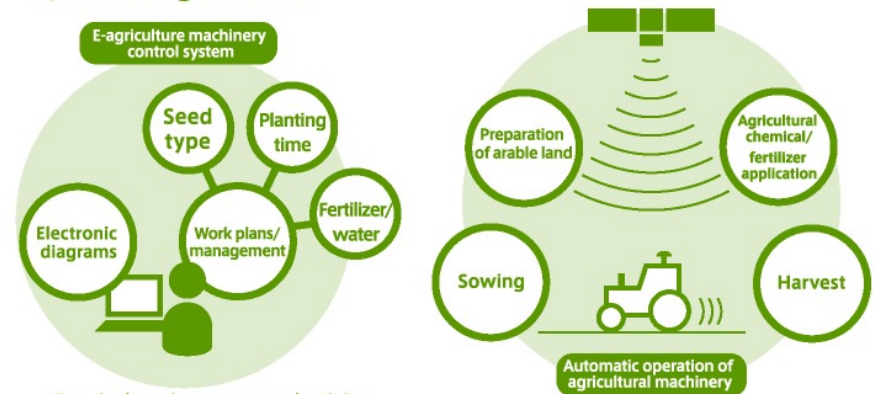 E-agriculture machinery
control system
Seed
type
Planting
time
Fertilizer/
water
Work plans/
management
Electronic
diagrams
Preparation
of arable land
Agricultural
chemical/
fertilizer
application
Sowing
Harvest
Automatic operation of
agricultural machinery